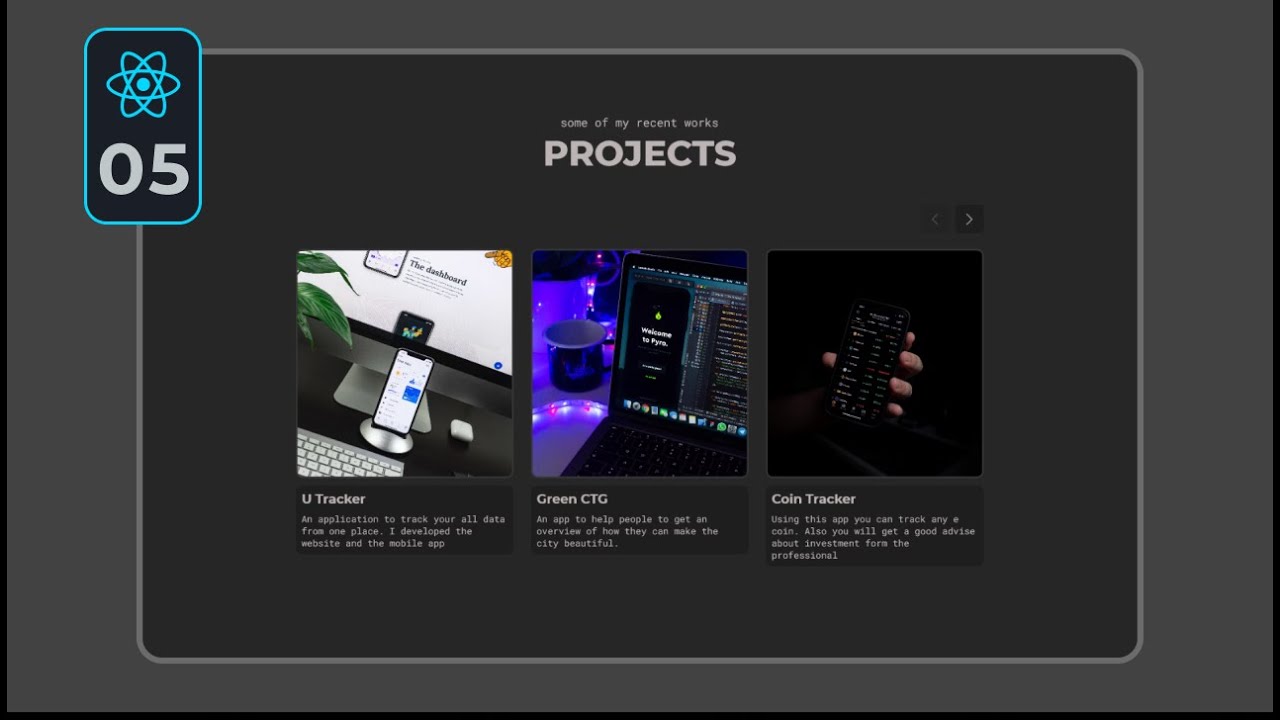 05
some of my recent works
PROJECTS
The dashboard
Welcome
to Pyro.
U Tracker
An application to track your all data
from one place. I developed the
website and the mobile app
Green CTG
An app to help people to get an
overview of how they can make the
city beautiful.
Coin Tracker
Using this app you can track any e
coin. Also you will get a good advise
about investment form the
professional